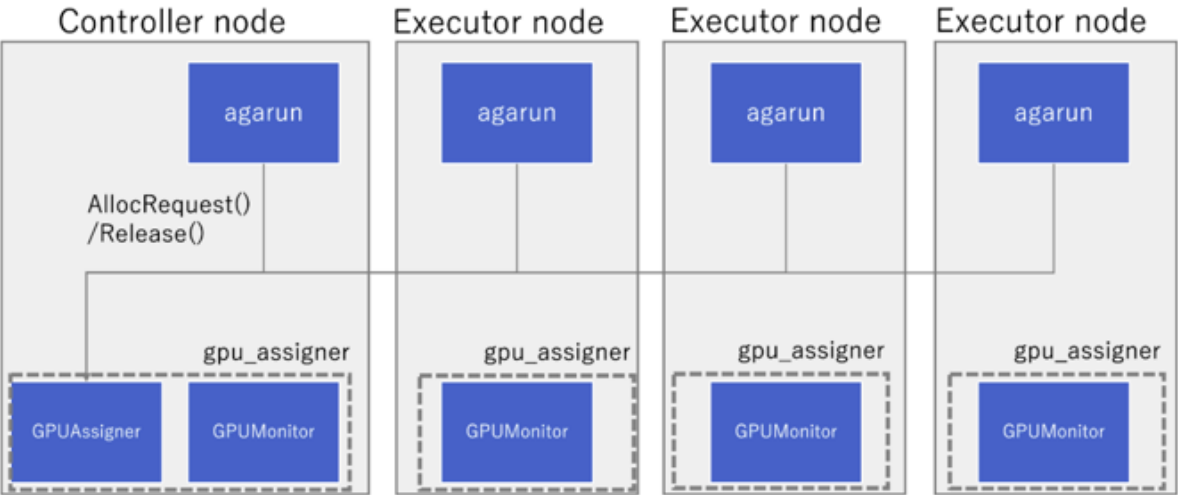 Controller node
Executor node
Executor node
Executor node
agarun
agarun
agarun
agarun
AllocRequest()
/Release()
gpu_assigner
gpu_assigner
gpu_assigner
gpu_assigner
GPUAssigner
GPUMonitor
GPUMonitor
GPUMonitor
GPUMonitor